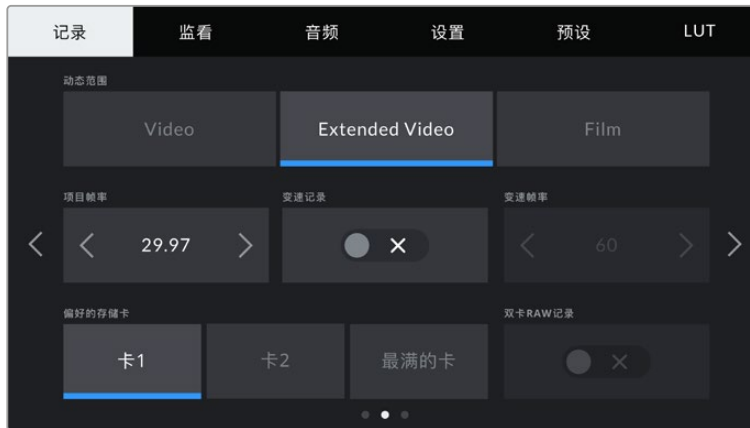 记录 监看 音频 设置 预设 LUT
动态范围
Video Extended Video Film
项目帧率 变速记录 变速帧率
29.97 60
偏好的存储卡 双卡RAW记录
卡1 卡2 最满的卡